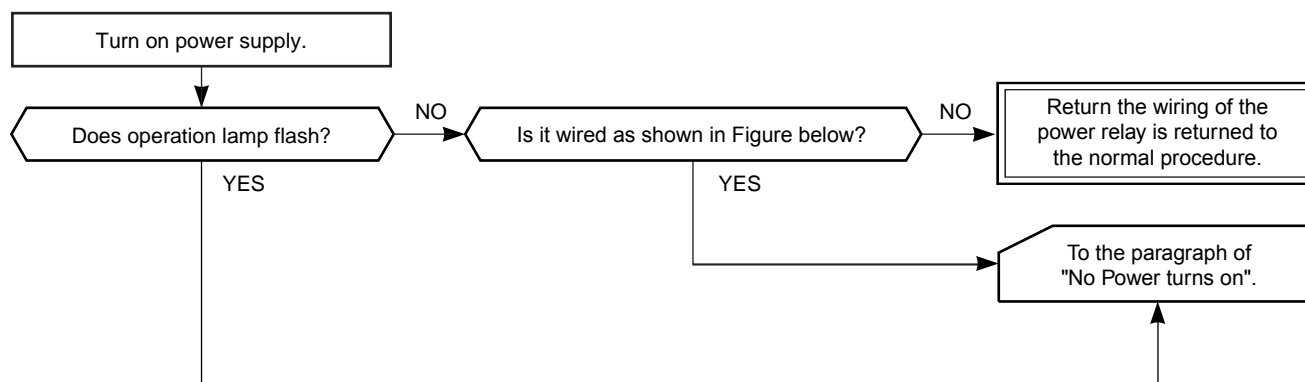 Turn on power supply.
Does operation lamp flash?
NO
Is it wired as shown in Figure below?
NO
Return the wiring of the
power relay is returned to
the normal procedure.
YES
YES
To the paragraph of
"No Power turns on".